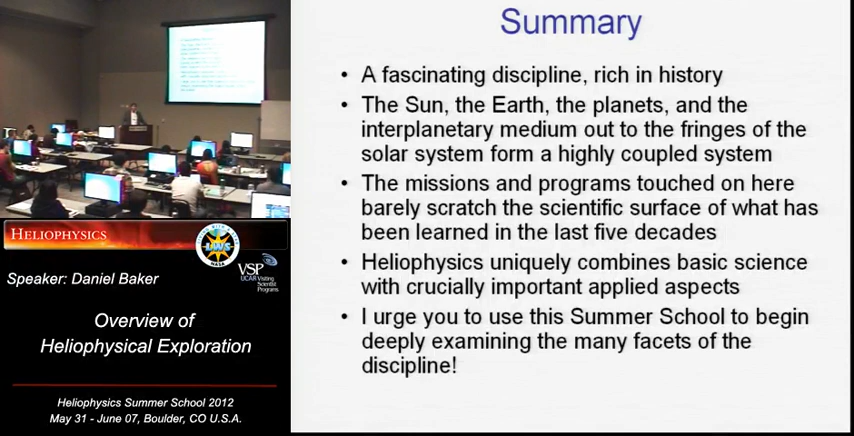 Summary
• A fascinating discipline, rich in history
• The Sun, the Earth, the planets, and the
interplanetary medium out to the fringes of the
solar system form a highly coupled system
• The missions and programs touched on here
barely scratch the scientific surface of what has
been learned in the last five decades
• Heliophysics uniquely combines basic science
with crucially important applied aspects
• I urge you to use this Summer School to begin
deeply examining the many facets of the
discipline!
HELIOPHYSICS
LWS
NASA
VSP
UCAR Visiting
Scientist
Programs
Speaker: Daniel Baker
Overview of
Heliophysical Exploration
Heliophysics Summer School 2012
May 31 - June 07, Boulder, CO U.S.A.